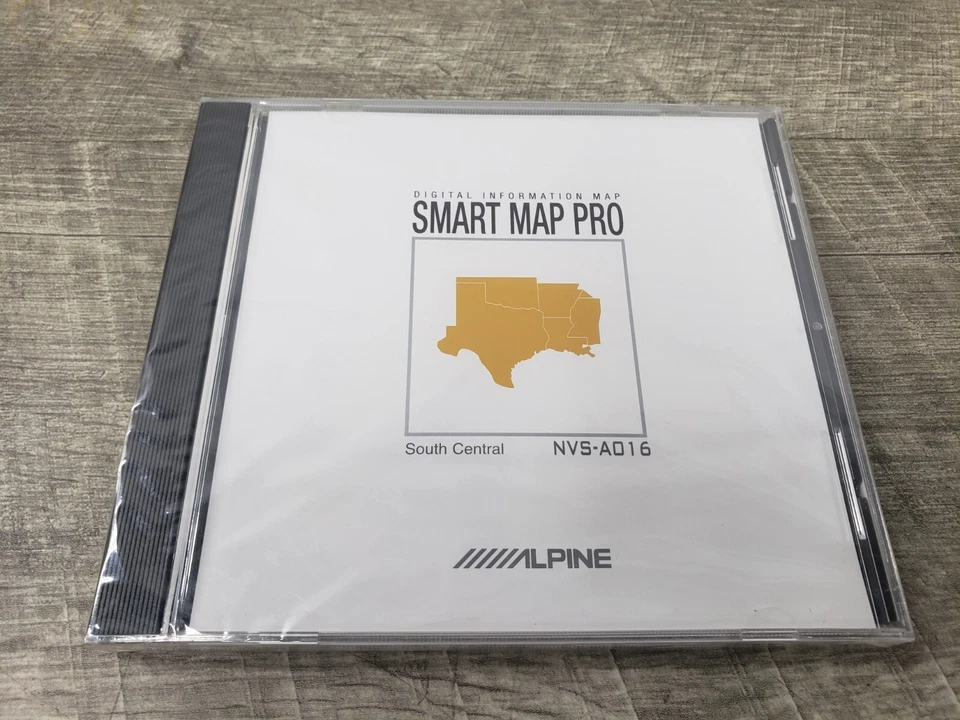 DIGITAL INFORMATION MAP
SMART MAP PRO
South Central NVS-A016
ALPINE